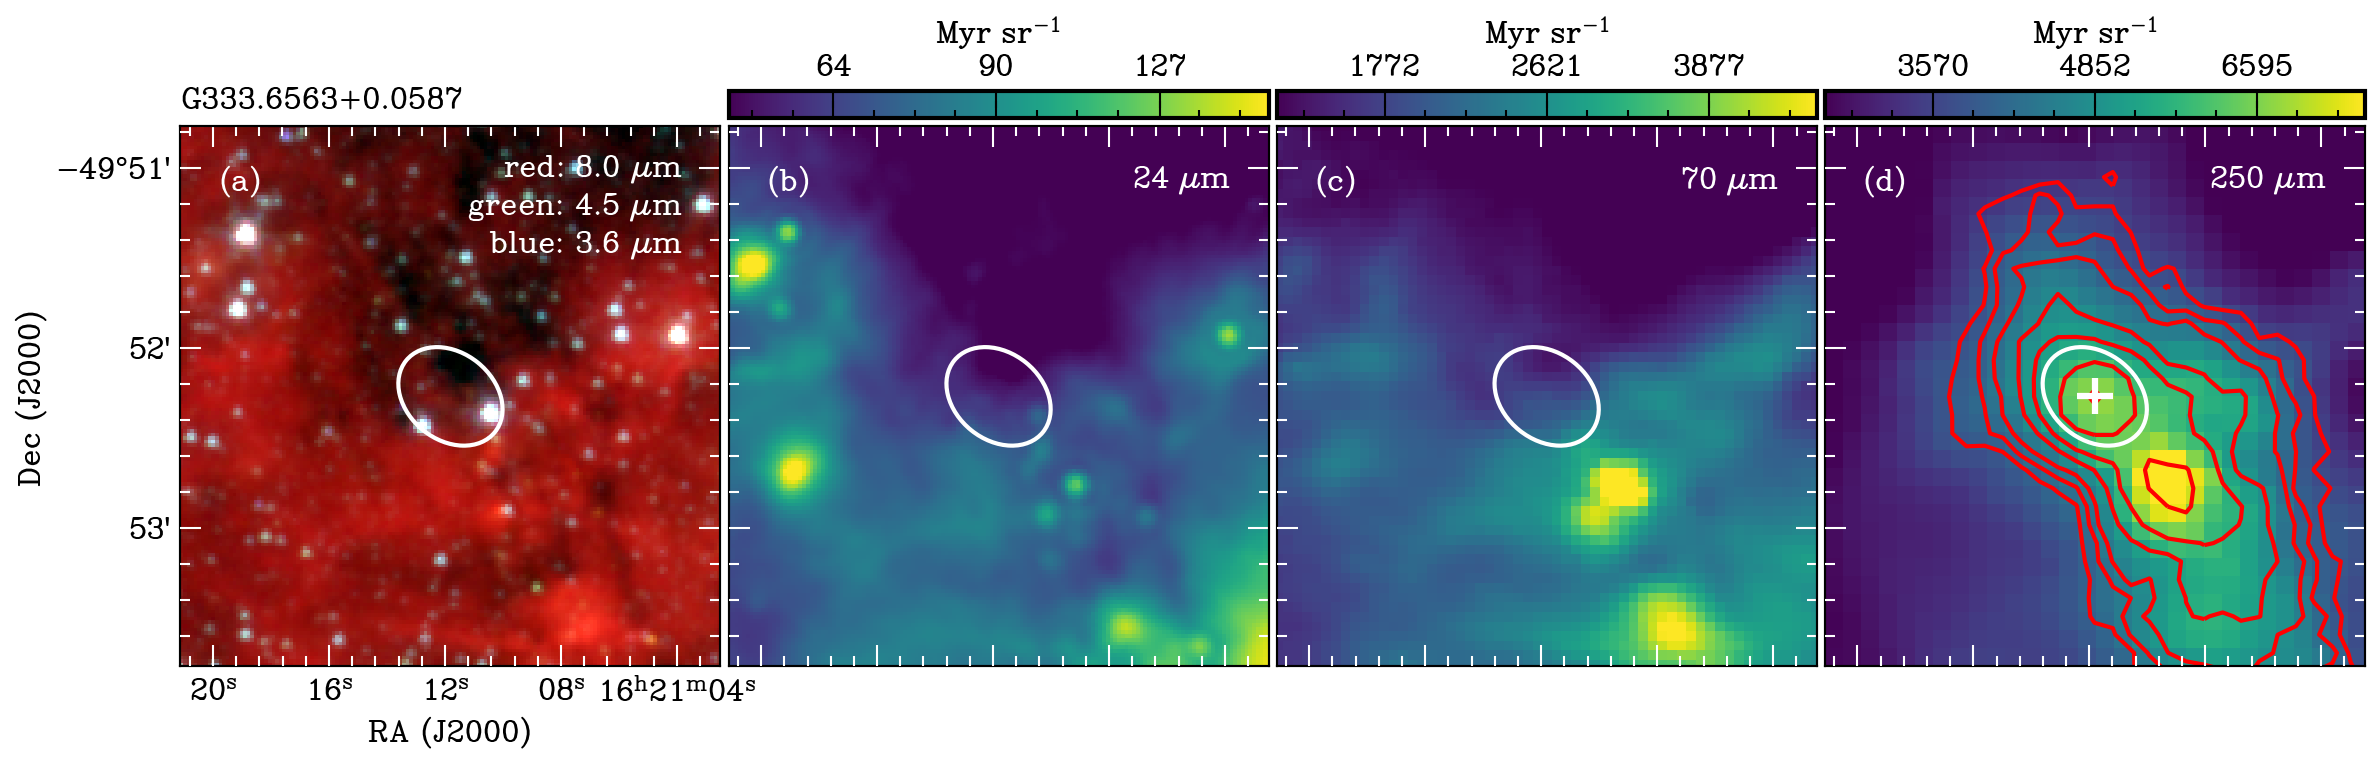 Myr sr⁻¹ Myr sr⁻¹ Myr sr⁻¹
64 90 127 1772 2621 3877 3570 4852 6595
G333.6563+0.0587
(a) red: 8.0 μm
green: 4.5 μm
blue: 3.6 μm
(b) 24 μm
(c) 70 μm
(d) 250 μm
−49°51'
52'
53'
Dec (J2000)
20ˢ 16ˢ 12ˢ 08ˢ 16ʰ21ᵐ04ˢ
RA (J2000)